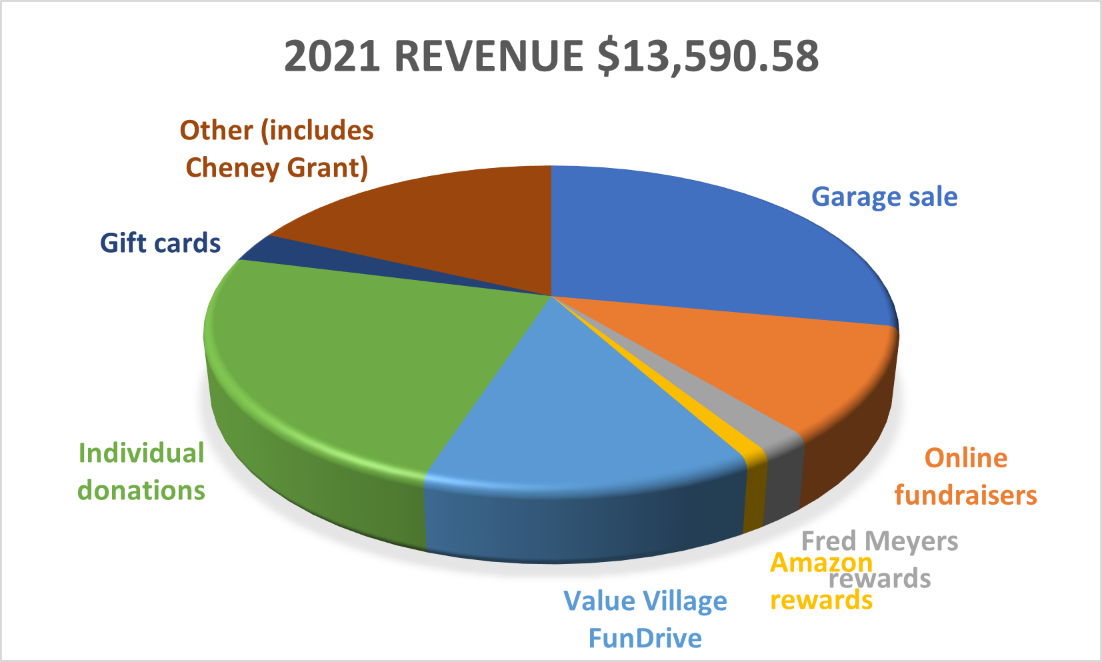 2021 REVENUE $13,590.58
Other (includes
Cheney Grant)
Garage sale
Gift cards
Individual
donations
Online
fundraisers
Fred Meyers
rewards
Amazon
rewards
Value Village
FunDrive